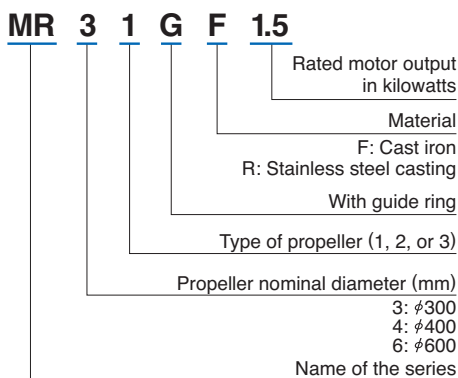 MR 3 1 G F 1.5
Rated motor output
in kilowatts
Material
F: Cast iron
R: Stainless steel casting
With guide ring
Type of propeller (1, 2, or 3)
Propeller nominal diameter (mm)
3: φ300
4: φ400
6: φ600
Name of the series